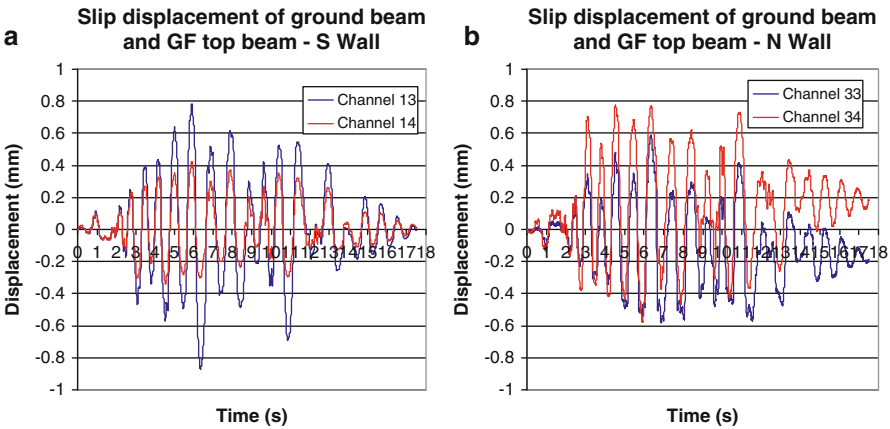 a
Slip displacement of ground beam
and GF top beam - S Wall
1
0.8
0.6
0.4
0.2
0
-0.2
-0.4
-0.6
-0.8
-1
Displacement (mm)
0 1 2 3 4 5 6 7 8 9 10 11 12 13 14 15 16 17 18
Time (s)
Channel 13
Channel 14
b
Slip displacement of ground beam
and GF top beam - N Wall
1
0.8
0.6
0.4
0.2
0
-0.2
-0.4
-0.6
-0.8
-1
Displacement (mm)
0 1 2 3 4 5 6 7 8 9 10 11 12 13 14 15 16 17 18
Time (s)
Channel 33
Channel 34